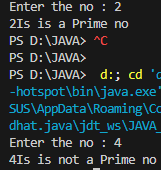 Enter the no : 2
2Is is a Prime no
PS D:\JAVA> ^C
PS D:\JAVA>
PS D:\JAVA>  d:; cd 'd
-hotspot\bin\java.exe'
SUS\AppData\Roaming\Co
dhat.java\jdt_ws\JAVA_
Enter the no : 4
4Is is not a Prime no